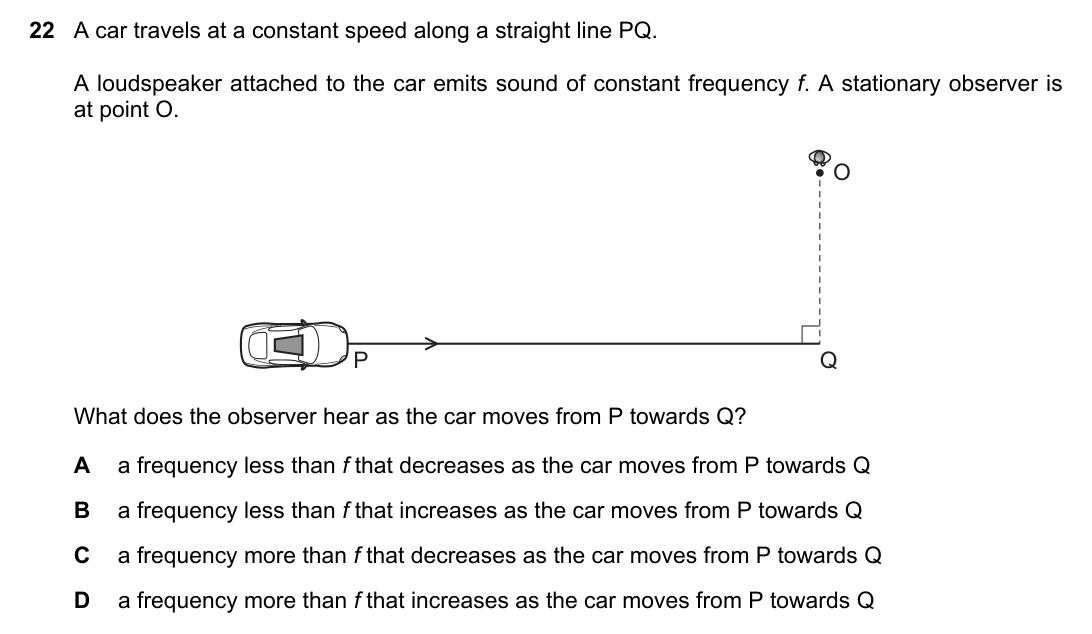 22 A car travels at a constant speed along a straight line PQ.
A loudspeaker attached to the car emits sound of constant frequency f. A stationary observer is
at point O.
O
P
Q
What does the observer hear as the car moves from P towards Q?
A a frequency less than f that decreases as the car moves from P towards Q
B a frequency less than f that increases as the car moves from P towards Q
C a frequency more than f that decreases as the car moves from P towards Q
D a frequency more than f that increases as the car moves from P towards Q